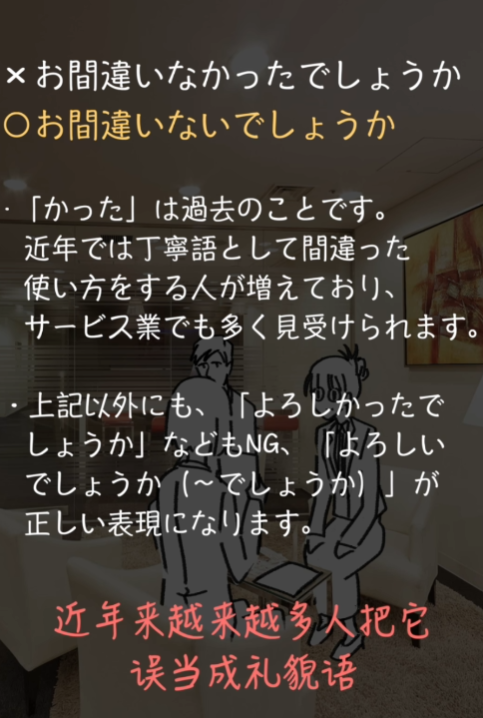 ×お間違いなかったでしょうか
○お間違いないでしょうか
・「かった」は過去のことです。
近年では丁寧語として間違った
使い方をする人が増えており、
サービス業でも多く見受けられます。
・上記以外にも、「よろしかったで
しょうか」などもNG、「よろしい
でしょうか（～でしょうか）」が
正しい表現になります。
近年来越来越多人把它
误当成礼貌语